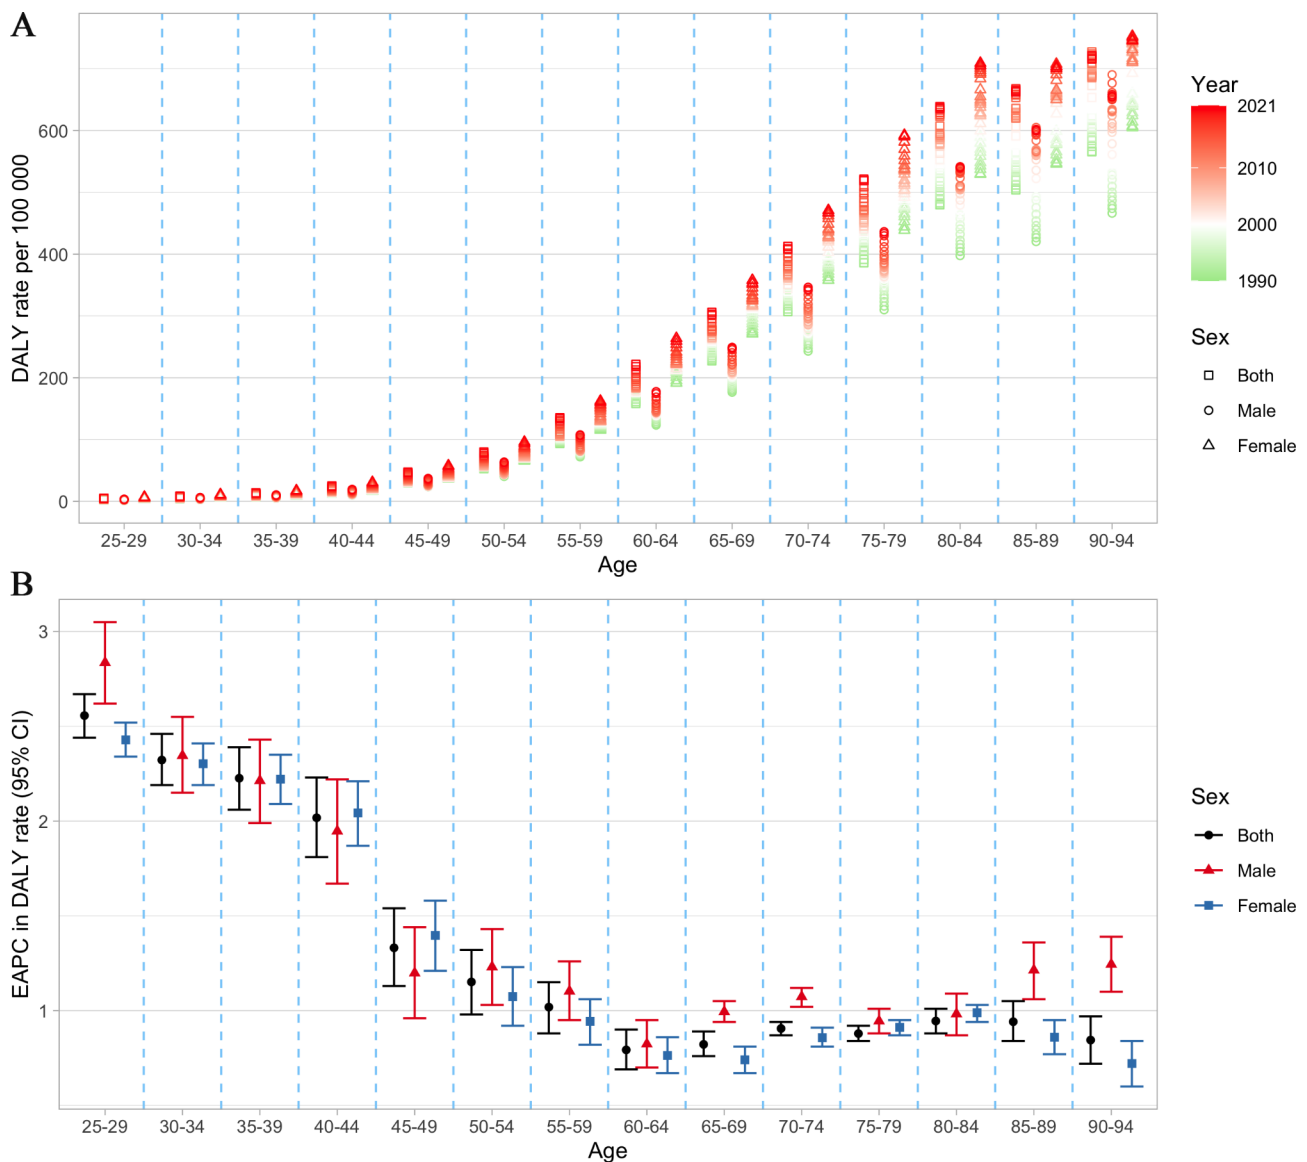 A
DALY rate per 100 000
600
400
200
0
25-29 30-34 35-39 40-44 45-49 50-54 55-59 60-64 65-69 70-74 75-79 80-84 85-89 90-94
Age
Year
2021
2010
2000
1990
Sex
Both
Male
Female
B
EAPC in DALY rate (95% CI)
3
2
1
25-29 30-34 35-39 40-44 45-49 50-54 55-59 60-64 65-69 70-74 75-79 80-84 85-89 90-94
Age
Sex
Both
Male
Female